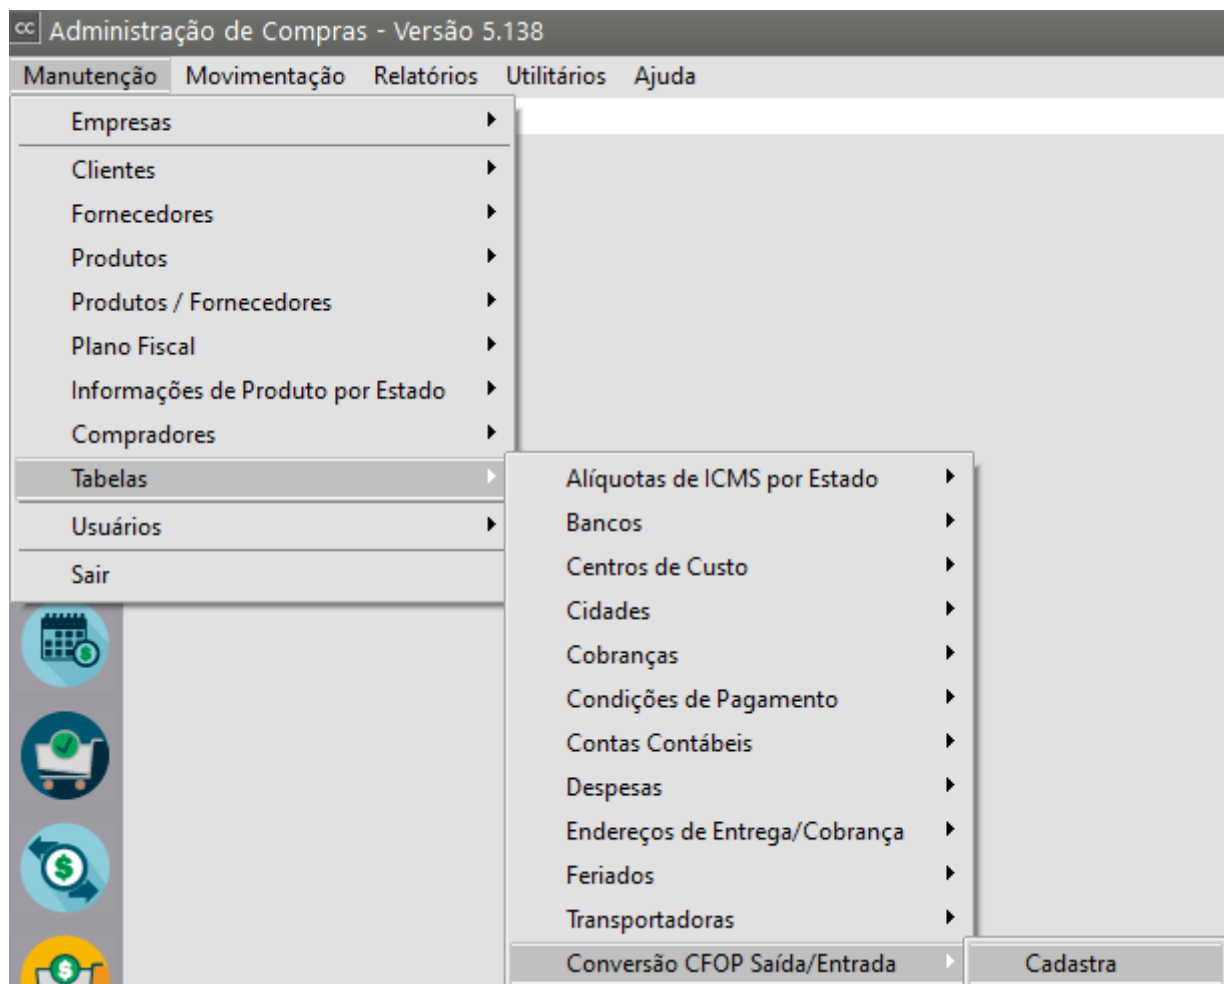 cc Administração de Compras - Versão 5.138
Manutenção Movimentação Relatórios Utilitários Ajuda
Empresas
Clientes
Fornecedores
Produtos
Produtos / Fornecedores
Plano Fiscal
Informações de Produto por Estado
Compradores
Tabelas
Usuários
Sair
Alíquotas de ICMS por Estado
Bancos
Centros de Custo
Cidades
Cobranças
Condições de Pagamento
Contas Contábeis
Despesas
Endereços de Entrega/Cobrança
Feriados
Transportadoras
Conversão CFOP Saída/Entrada
Cadastra
$
$
$